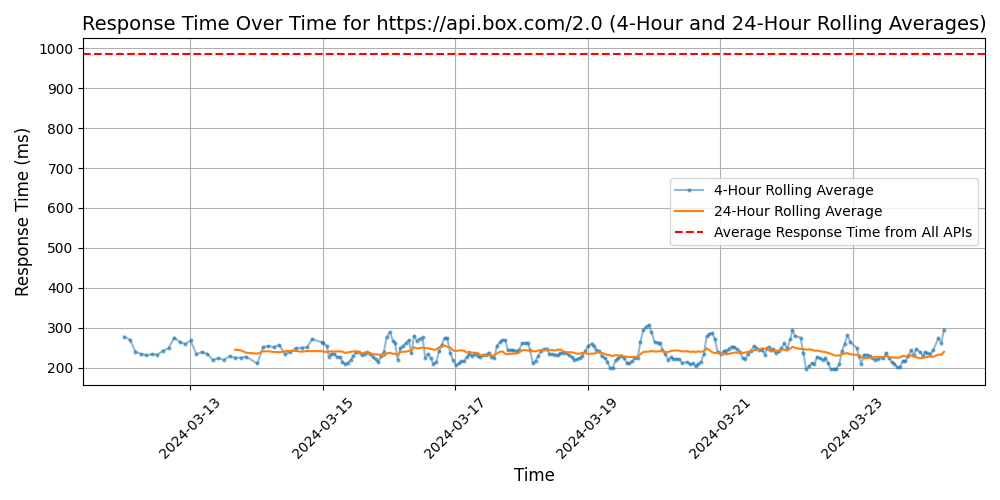 Response Time Over Time for https://api.box.com/2.0 (4-Hour and 24-Hour Rolling Averages)
1000
900
800
700
600
500
400
300
200
Response Time (ms)
4-Hour Rolling Average
24-Hour Rolling Average
Average Response Time from All APIs
2024-03-13
2024-03-15
2024-03-17
2024-03-19
2024-03-21
2024-03-23
Time